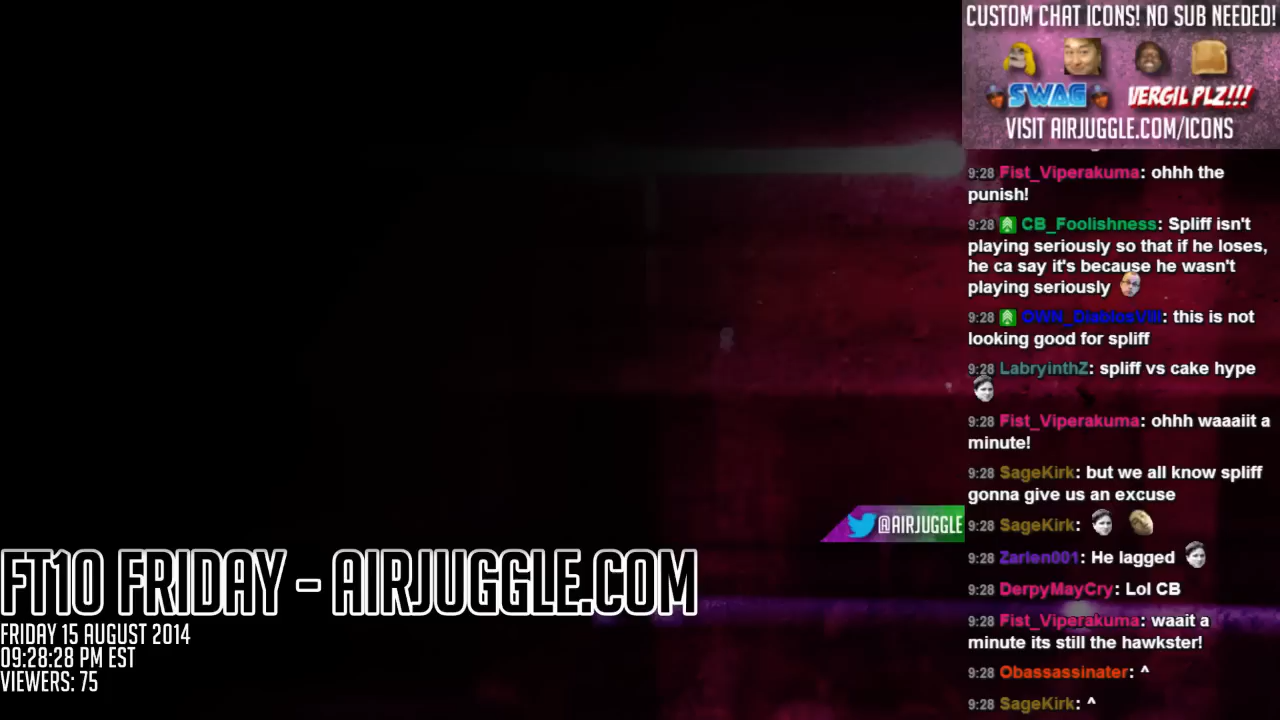 CUSTOM CHAT ICONS! NO SUB NEEDED!
SWAG VERGIL PLZ!!!
VISIT AIRJUGGLE.COM/ICONS
9:28 Fist_Viperakuma: ohhh the
punish!
9:28 CB_Foolishness: Spliff isn't
playing seriously so that if he loses,
he ca say it's because he wasn't
playing seriously
9:28 OWN_DiablosVIII: this is not
looking good for spliff
9:28 LabryinthZ: spliff vs cake hype
9:28 Fist_Viperakuma: ohhh waaaiit a
minute!
9:28 SageKirk: but we all know spliff
gonna give us an excuse
@AIRJUGGLE
9:28 SageKirk:
9:28 Zarlen001: He lagged
9:28 DerpyMayCry: Lol CB
9:28 Fist_Viperakuma: waait a
minute its still the hawkster!
9:28 Obassassinater: ^
9:28 SageKirk: ^
FT10 FRIDAY - AIRJUGGLE.COM
FRIDAY 15 AUGUST 2014
09:28:28 PM EST
VIEWERS: 75